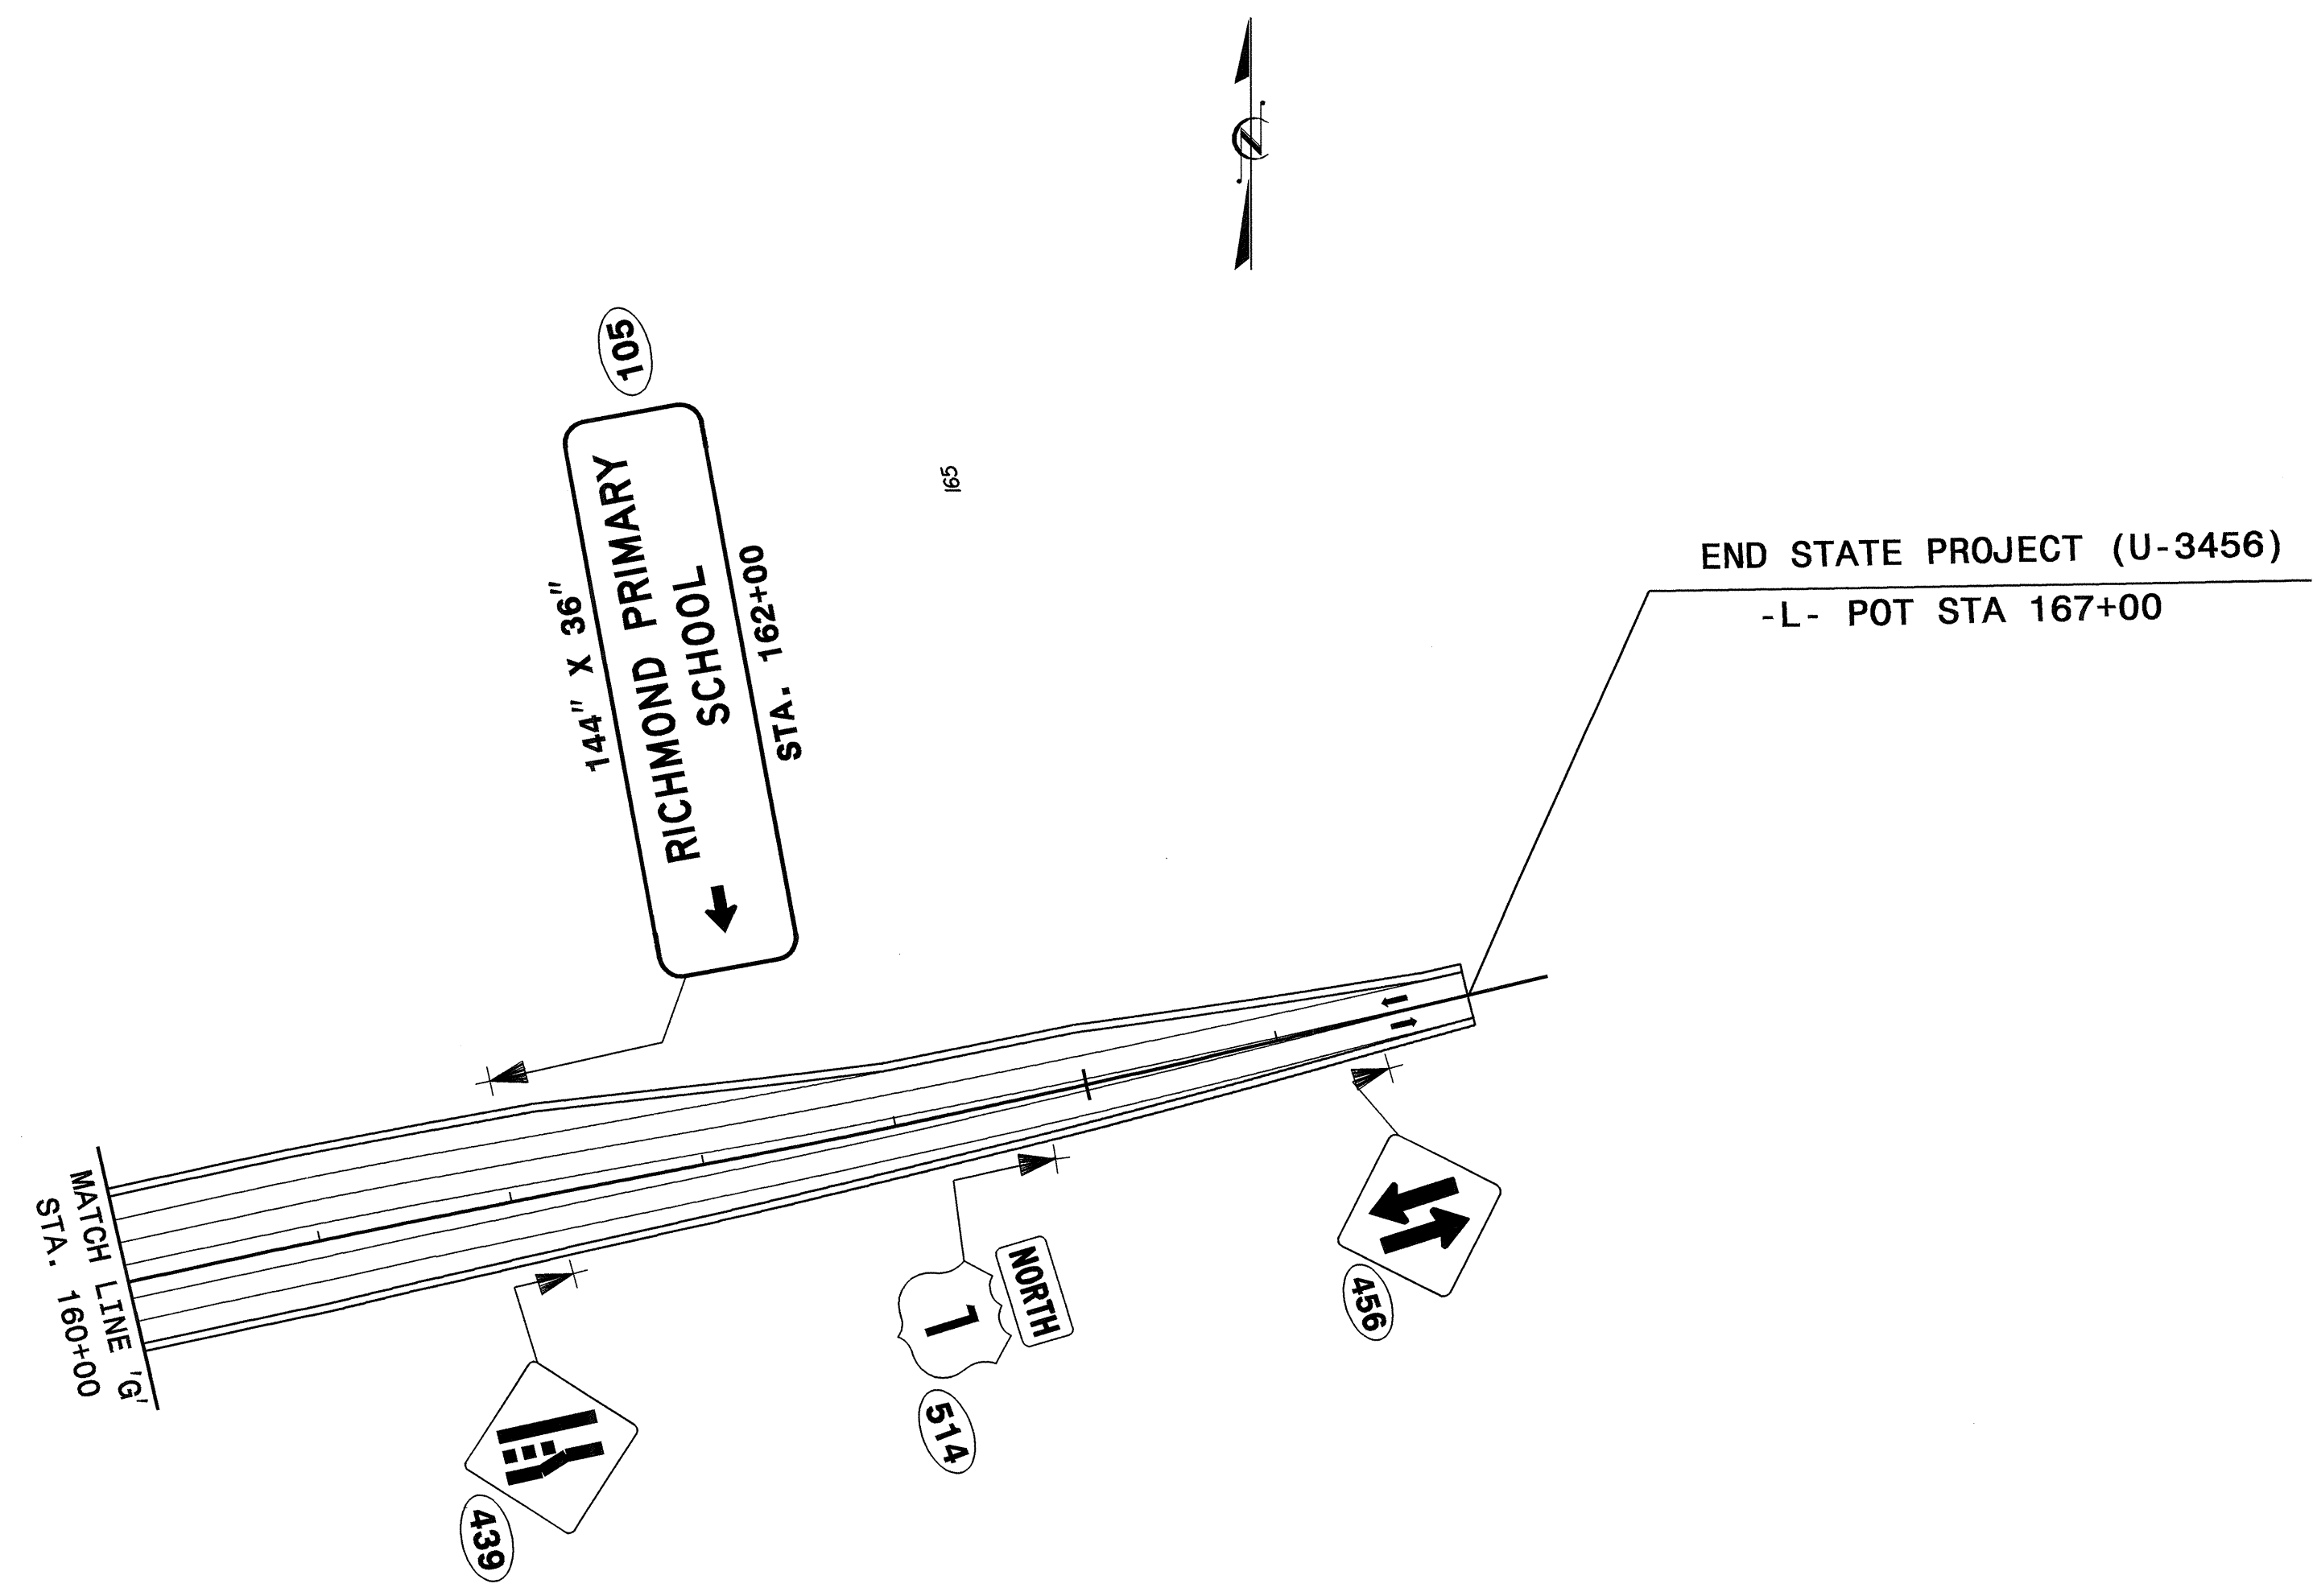 N
105
144" X 36"
RICHMOND PRIMARY
SCHOOL
STA. 162+00
165
END STATE PROJECT (U-3456)
-L- POT STA 167+00
MATCH LINE 'G'
STA. 160+00
439
NORTH
1
514
456